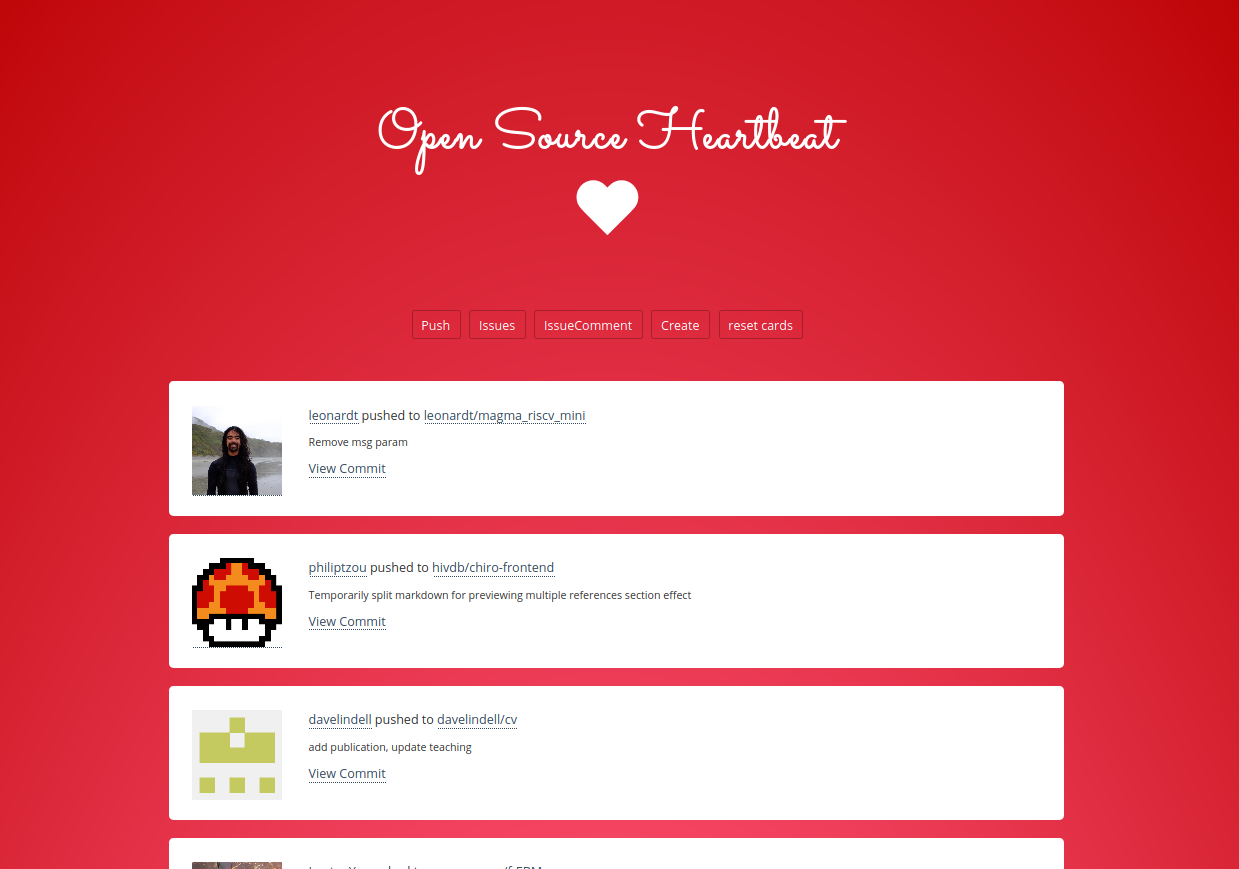 Open Source Heartbeat
Push Issues IssueComment Create reset cards
leonardt pushed to leonardt/magma_riscv_mini
Remove msg param
View Commit
philiptzou pushed to hivdb/chiro-frontend
Temporarily split markdown for previewing multiple references section effect
View Commit
davelindell pushed to davelindell/cv
add publication, update teaching
View Commit